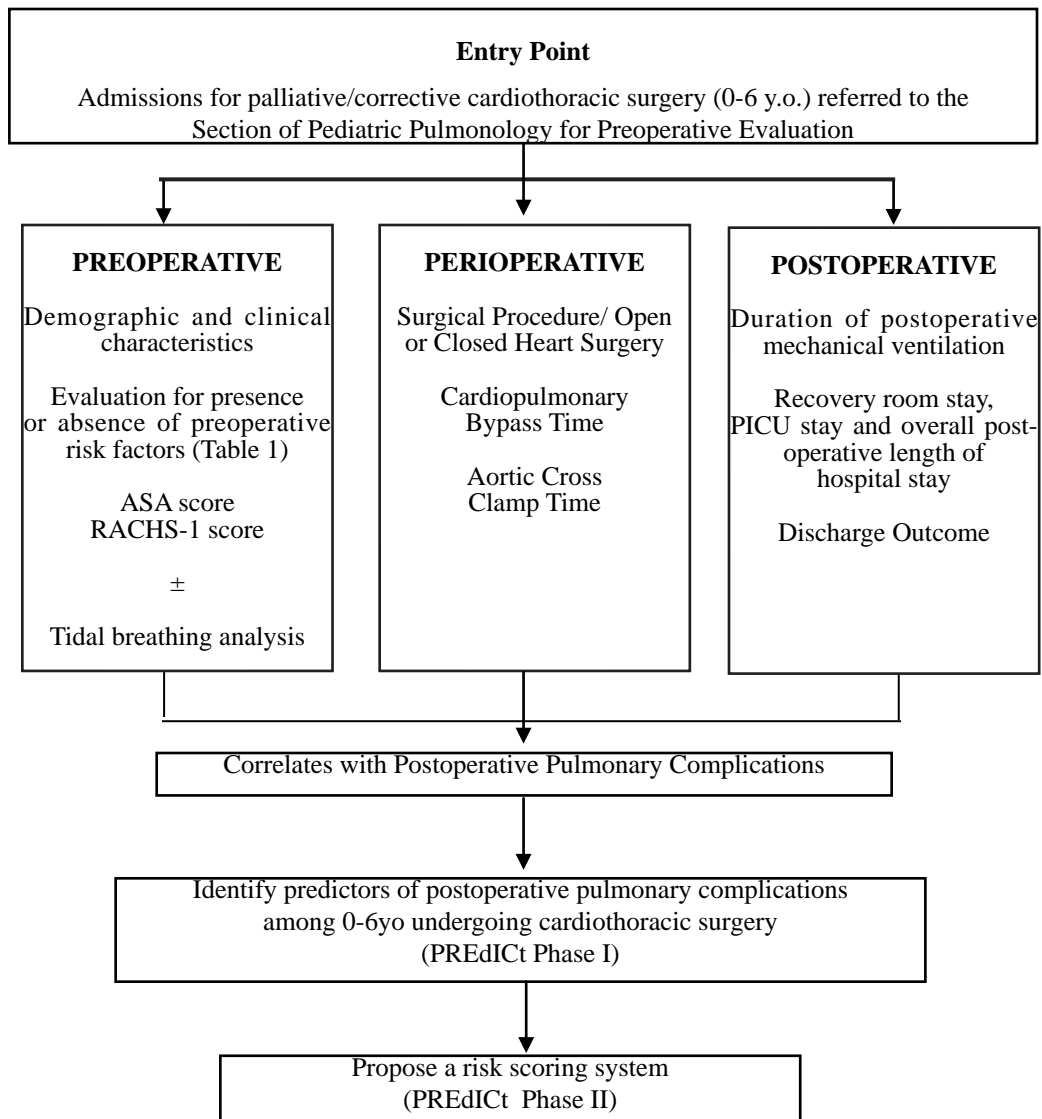 Entry Point
Admissions for palliative/corrective cardiothoracic surgery (0-6 y.o.) referred to the
Section of Pediatric Pulmonology for Preoperative Evaluation
PREOPERATIVE
Demographic and clinical
characteristics
Evaluation for presence
or absence of preoperative
risk factors (Table 1)
ASA score
RACHS-1 score
±
Tidal breathing analysis
PERIOPERATIVE
Surgical Procedure/ Open
or Closed Heart Surgery
Cardiopulmonary
Bypass Time
Aortic Cross
Clamp Time
POSTOPERATIVE
Duration of postoperative
mechanical ventilation
Recovery room stay,
PICU stay and overall post-
operative length of
hospital stay
Discharge Outcome
Correlates with Postoperative Pulmonary Complications
Identify predictors of postoperative pulmonary complications
among 0-6yo undergoing cardiothoracic surgery
(PREdICt Phase I)
Propose a risk scoring system
(PREdICt Phase II)